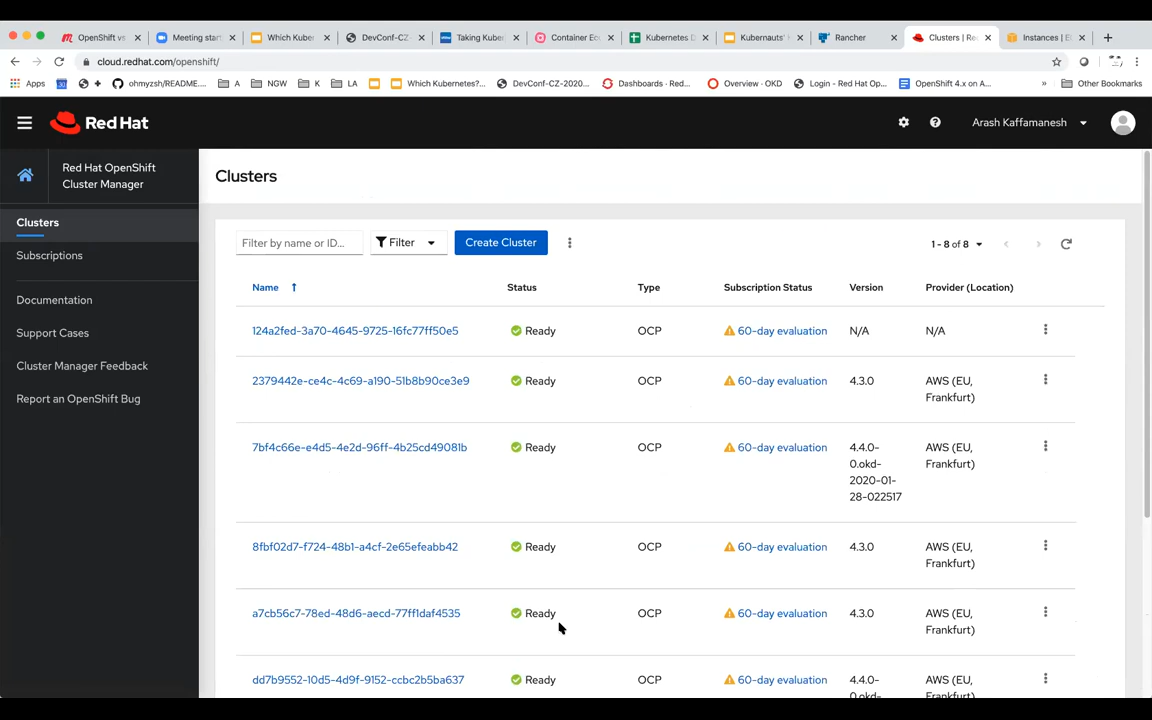 OpenShift vs
Meeting star
Which Kuber
DevConf-CZ-
Taking Kuber
Container Ec
Kubernetes D
Kubernauts'
Rancher
Clusters | Re
Instances | E
cloud.redhat.com/openshift/
Apps
ohmyzsh/README....
A
NGW
K
LA
Which Kubernetes?...
DevConf-CZ-2020...
Dashboards - Red...
Overview · OKD
Login - Red Hat Op...
OpenShift 4.x on A...
»
Other Bookmarks
Red Hat
Arash Kaffamanesh
Red Hat OpenShift
Cluster Manager
Clusters
Subscriptions
Documentation
Support Cases
Cluster Manager Feedback
Report an OpenShift Bug
Clusters
Filter by name or ID...
Filter
Create Cluster
1 - 8 of 8
Name
Status
Type
Subscription Status
Version
Provider (Location)
124a2fed-3a70-4645-9725-16fc77ff50e5
Ready
OCP
60-day evaluation
N/A
N/A
2379442e-ce4c-4c69-a190-51b8b90ce3e9
Ready
OCP
60-day evaluation
4.3.0
AWS (EU,
Frankfurt)
7bf4c66e-e4d5-4e2d-96ff-4b25cd49081b
Ready
OCP
60-day evaluation
4.4.0-
0.okd-
2020-01-
28-022517
AWS (EU,
Frankfurt)
8fbf02d7-f724-48b1-a4cf-2e65efeabb42
Ready
OCP
60-day evaluation
4.3.0
AWS (EU,
Frankfurt)
a7cb56c7-78ed-48d6-aecd-77ff1daf4535
Ready
OCP
60-day evaluation
4.3.0
AWS (EU,
Frankfurt)
dd7b9552-10d5-4d9f-9152-ccbc2b5ba637
Ready
OCP
60-day evaluation
4.4.0-
0.okd-
AWS (EU,
Frankfurt)